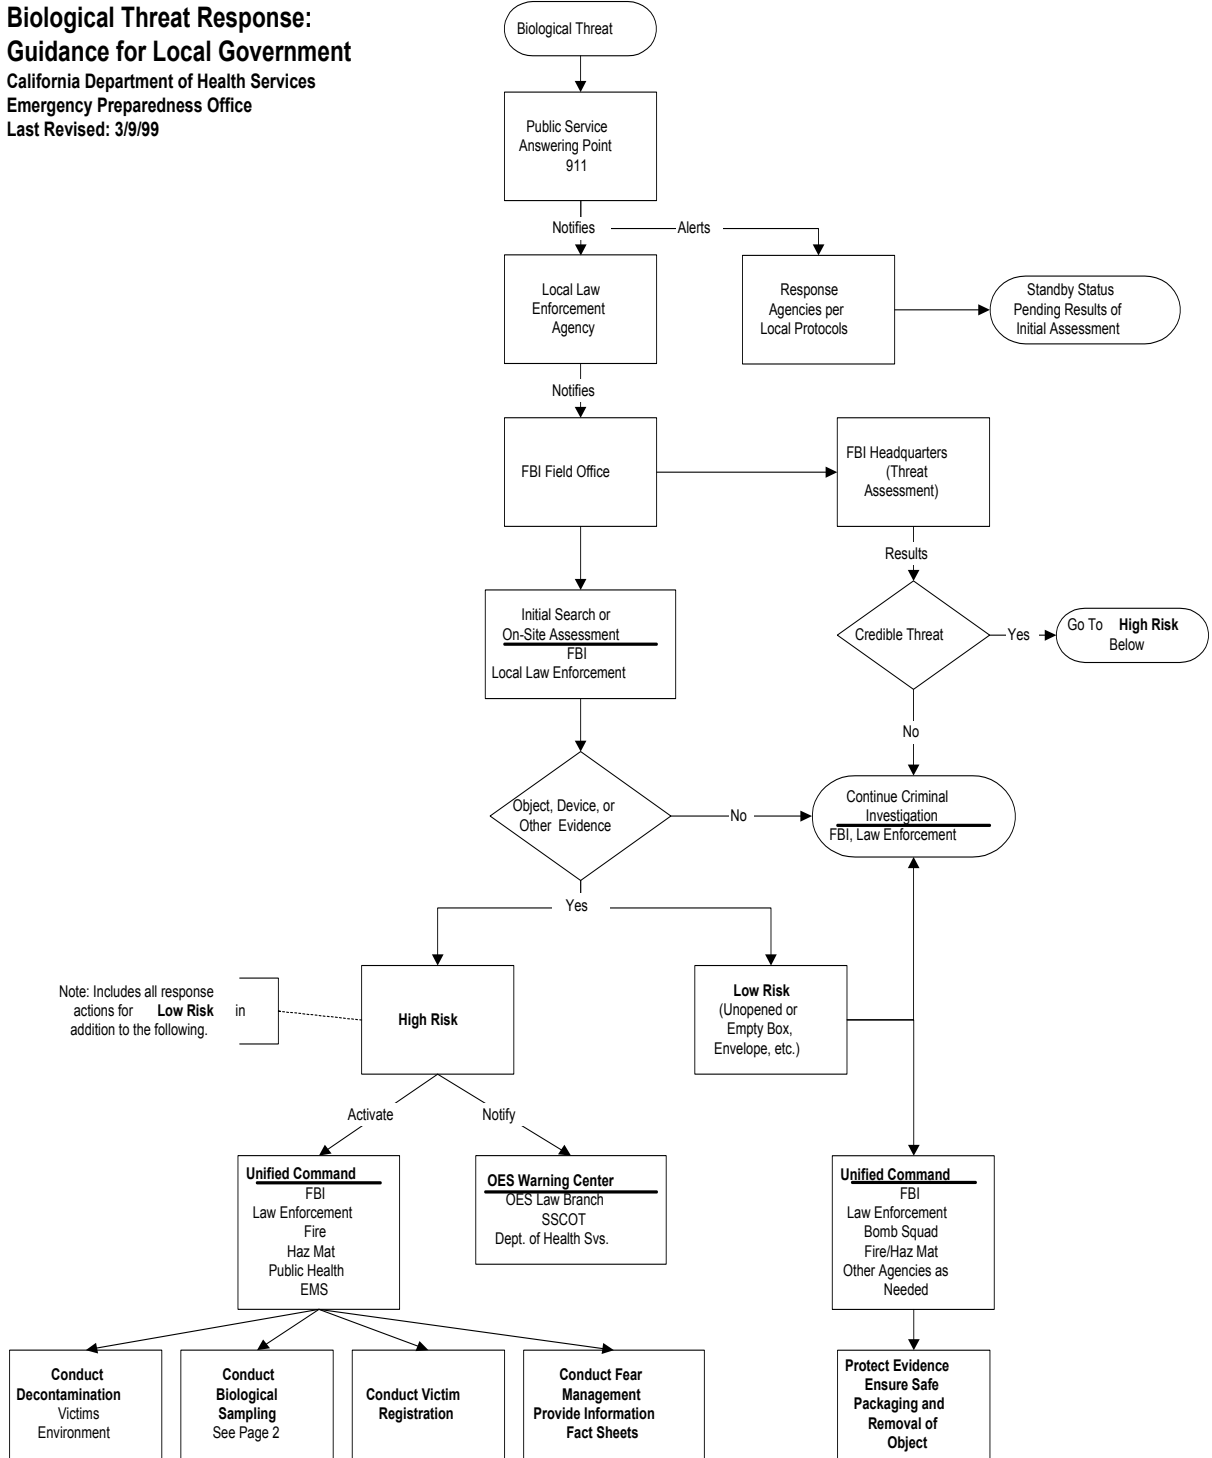 Biological Threat Response:
Guidance for Local Government
California Department of Health Services
Emergency Preparedness Office
Last Revised: 3/9/99
Biological Threat
Public Service
Answering Point
911
Notifies
Alerts
Local Law
Enforcement
Agency
Response
Agencies per
Local Protocols
Standby Status
Pending Results of
Initial Assessment
Notifies
FBI Field Office
FBI Headquarters
(Threat
Assessment)
Results
Initial Search or
On-Site Assessment
FBI
Local Law Enforcement
Credible Threat
Yes
Go To High Risk
Below
No
Object, Device, or
Other Evidence
No
Continue Criminal
Investigation
FBI, Law Enforcement
Yes
Note: Includes all response
actions for Low Risk in
addition to the following.
High Risk
Low Risk
(Unopened or
Empty Box,
Envelope, etc.)
Activate
Notify
Unified Command
FBI
Law Enforcement
Fire
Haz Mat
Public Health
EMS
OES Warning Center
OES Law Branch
SSCOT
Dept. of Health Svs.
Unified Command
FBI
Law Enforcement
Bomb Squad
Fire/Haz Mat
Other Agencies as
Needed
Conduct
Decontamination
Victims
Environment
Conduct
Biological
Sampling
See Page 2
Conduct Victim
Registration
Conduct Fear
Management
Provide Information
Fact Sheets
Protect Evidence
Ensure Safe
Packaging and
Removal of
Object